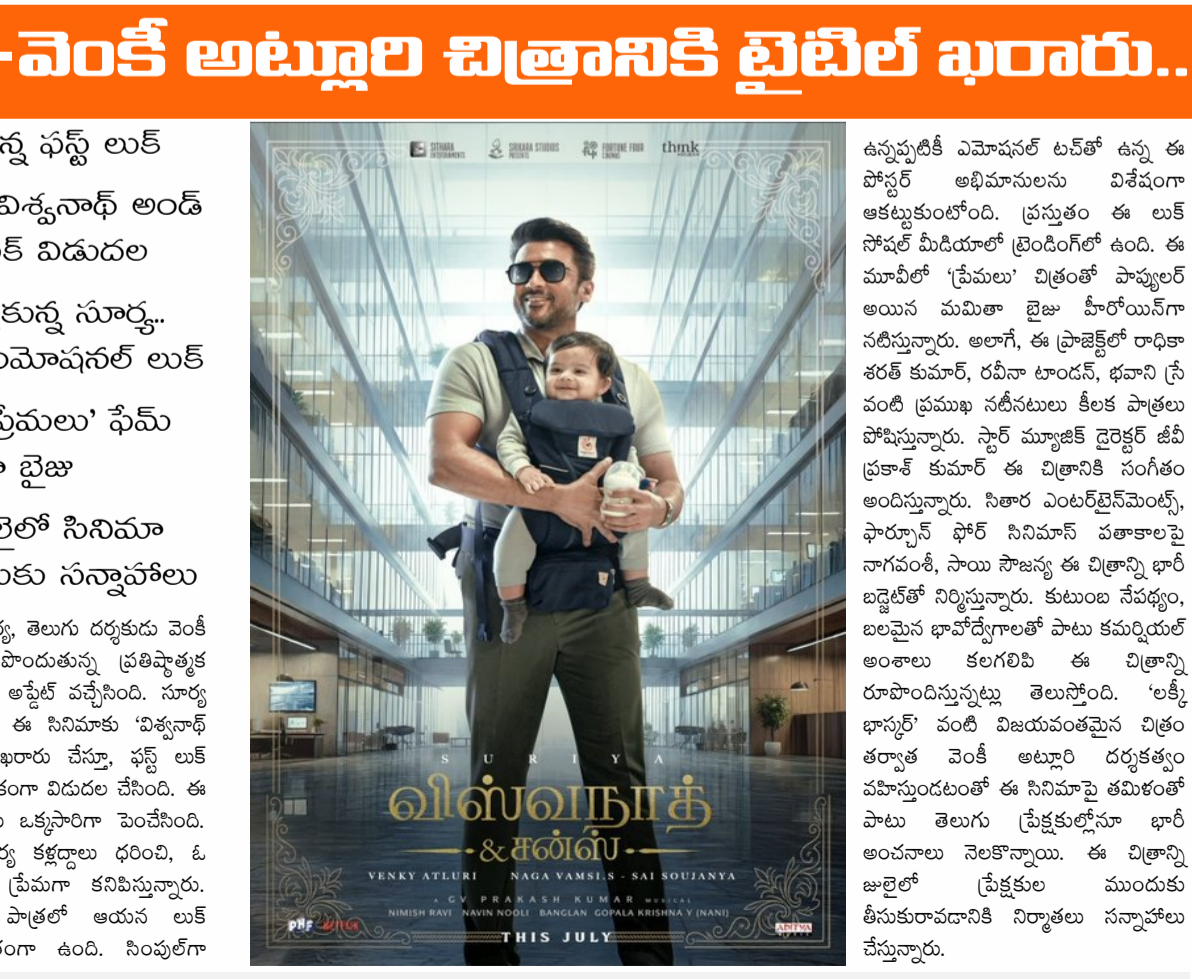 -వెంకీ అట్లూరి చిత్రానికి టైటిల్ ఖరారు..
న్న ఫస్ట్ లుక్
విశ్వనాథ్ అండ్
క్ విడుదల
కున్న సూర్య..
మోషనల్ లుక్
ప్రేమలు’ ఫేమ్
బైజు
లైలో సినిమా
కు సన్నాహాలు
ర్య, తెలుగు దర్శకుడు వెంకీ
పొందుతున్న ప్రతిష్ఠాత్మక
అప్డేట్ వచ్చేసింది. సూర్య
ఈ సినిమాకు ‘విశ్వనాథ్
ఖరారు చేస్తూ, ఫస్ట్ లుక్
కంగా విడుదల చేసింది. ఈ
ఒక్కసారిగా పెంచేసింది.
ర్య కళ్లద్దాలు ధరించి, ఓ
ప్రేమగా కనిపిస్తున్నారు.
పాత్రలో ఆయన లుక్
రంగా ఉంది. సింపుల్‌గా
SITHARA ENTERTAINMENTS
SRIKARA STUDIOS PRESENTS
FORTUNE FOUR CINEMAS
thmk
SURIYA
விஸ்வநாத்
& சன்ஸ்
VENKY ATLURI NAGA VAMSI.S - SAI SOUJANYA
A GV PRAKASH KUMAR MUSICAL
NIMISH RAVI NAVIN NOOLI BANGLAN GOPALA KRISHNA Y (NANI)
THIS JULY
ADITYA MUSIC
ఉన్నప్పటికీ ఎమోషనల్ టచ్‌తో ఉన్న ఈ
పోస్టర్ అభిమానులను విశేషంగా
ఆకట్టుకుంటోంది. ప్రస్తుతం ఈ లుక్
సోషల్ మీడియాలో ట్రెండింగ్‌లో ఉంది. ఈ
మూవీలో ‘ప్రేమలు’ చిత్రంతో పాప్యులర్
అయిన మమితా బైజు హీరోయిన్‌గా
నటిస్తున్నారు. అలాగే, ఈ ప్రాజెక్ట్‌లో రాధికా
శరత్ కుమార్, రవీనా టాండన్, భవాని స్రే
వంటి ప్రముఖ నటీనటులు కీలక పాత్రలు
పోషిస్తున్నారు. స్టార్ మ్యూజిక్ డైరెక్టర్ జీవీ
ప్రకాశ్ కుమార్ ఈ చిత్రానికి సంగీతం
అందిస్తున్నారు. సితార ఎంటర్‌టైన్‌మెంట్స్,
ఫార్చూన్ ఫోర్ సినిమాస్ పతాకాలపై
నాగవంశీ, సాయి సౌజన్య ఈ చిత్రాన్ని భారీ
బడ్జెట్‌తో నిర్మిస్తున్నారు. కుటుంబ నేపథ్యం,
బలమైన భావోద్వేగాలతో పాటు కమర్షియల్
అంశాలు కలగలిపి ఈ చిత్రాన్ని
రూపొందిస్తున్నట్లు తెలుస్తోంది. ‘లక్కీ
భాస్కర్’ వంటి విజయవంతమైన చిత్రం
తర్వాత వెంకీ అట్లూరి దర్శకత్వం
వహిస్తుండటంతో ఈ సినిమాపై తమిళంతో
పాటు తెలుగు ప్రేక్షకుల్లోనూ భారీ
అంచనాలు నెలకొన్నాయి. ఈ చిత్రాన్ని
జులైలో ప్రేక్షకుల ముందుకు
తీసుకురావడానికి నిర్మాతలు సన్నాహాలు
చేస్తున్నారు.